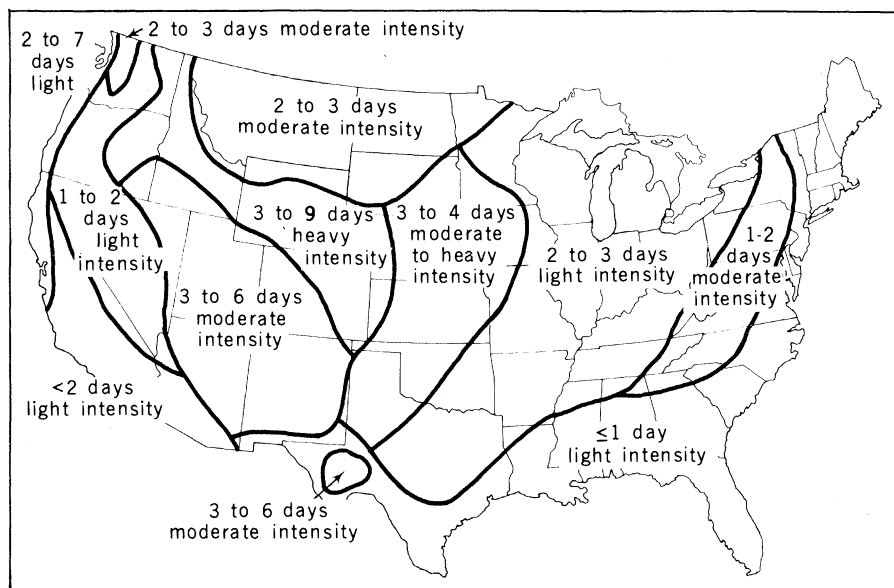 2 to 7
days
light
2 to 3 days moderate intensity
2 to 3 days
moderate intensity
1 to 2
days
light
intensity
3 to 9 days
heavy
intensity
3 to 4 days
moderate
to heavy
intensity
2 to 3 days
light intensity
1-2
days
moderate
intensity
3 to 6 days
moderate
intensity
<2 days
light intensity
≤1 day
light intensity
3 to 6 days
moderate intensity